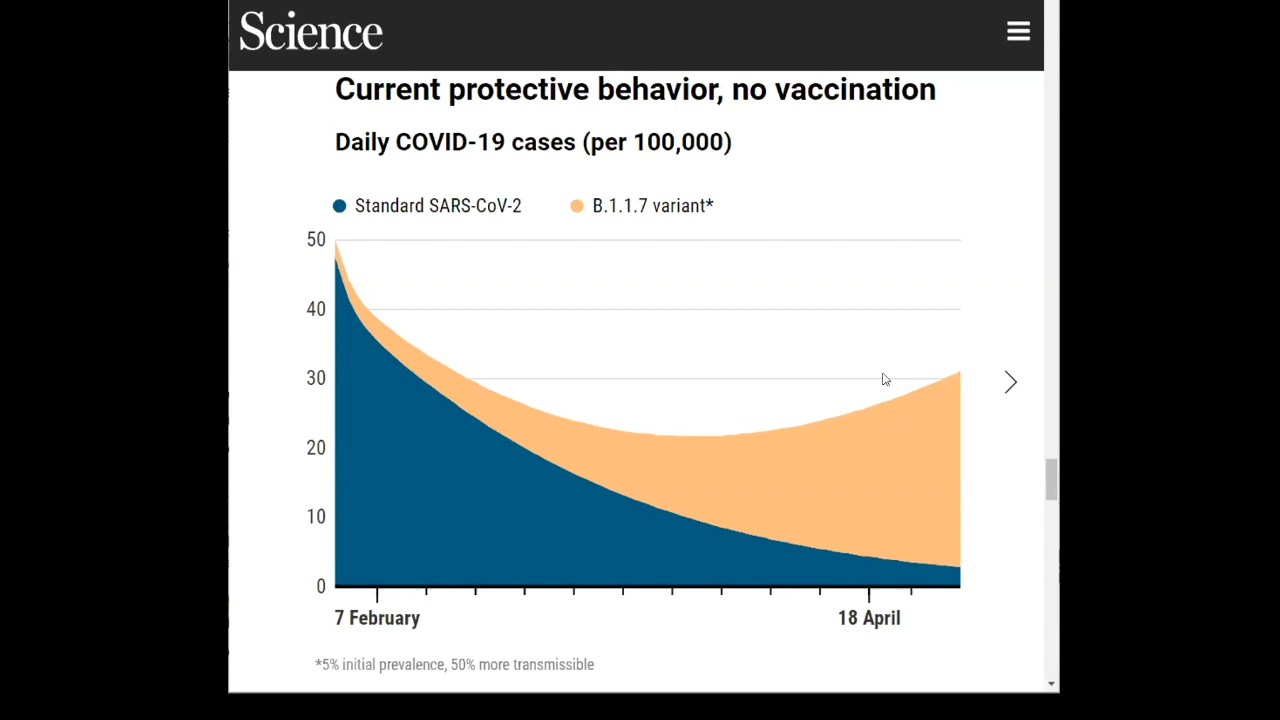 Science
Current protective behavior, no vaccination
Daily COVID-19 cases (per 100,000)
Standard SARS-CoV-2 B.1.1.7 variant*
50
40
30
20
10
0
7 February 18 April
*5% initial prevalence, 50% more transmissible